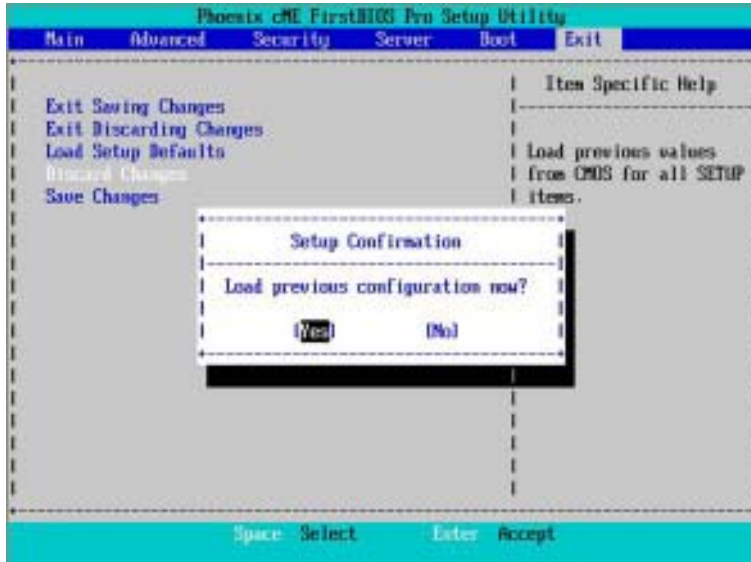 Phoenix cME FirstBIOS Pro Setup Utility
Main Advanced Security Server Boot Exit
Item Specific Help
Exit Saving Changes
Exit Discarding Changes
Load Setup Defaults
Discard Changes
Save Changes
Load previous values
from CMOS for all SETUP
items.
Setup Confirmation
Load previous configuration now?
[Yes] [No]
Space Select Enter Accept